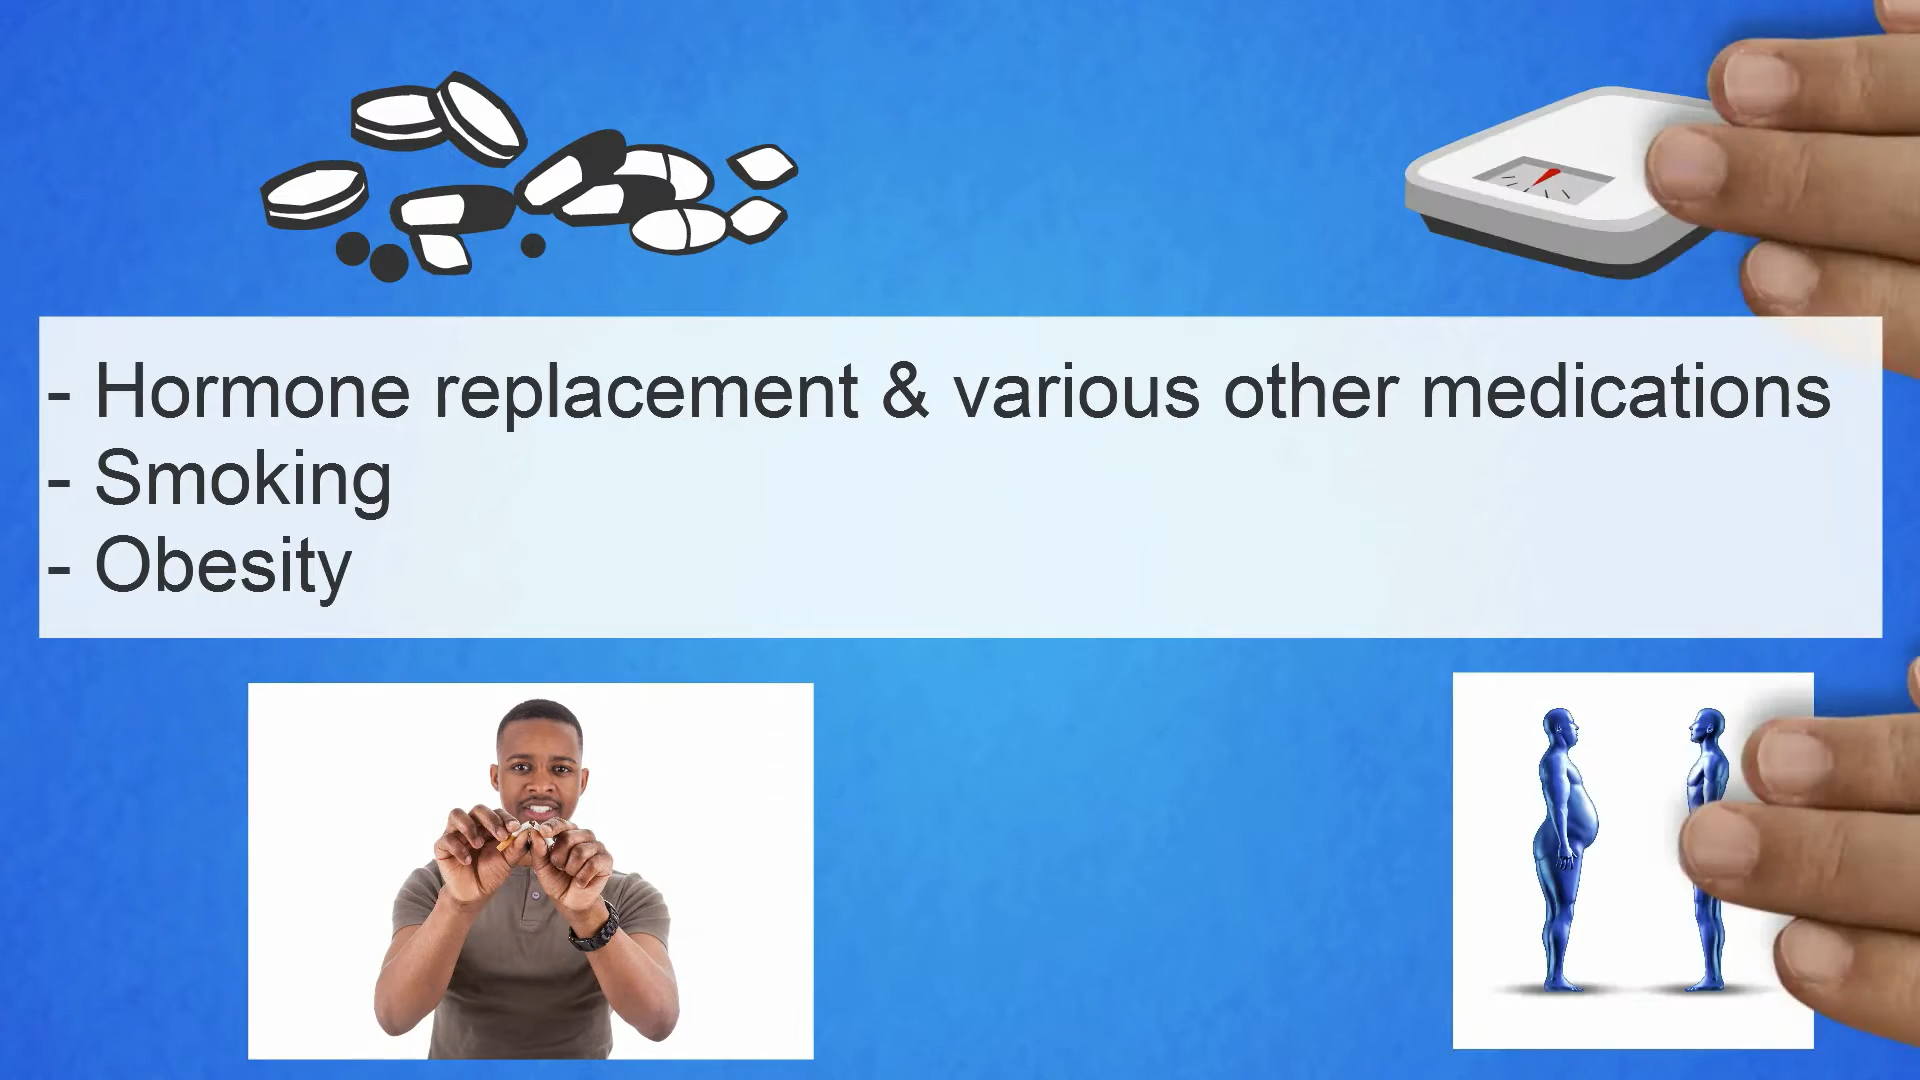 - Hormone replacement & various other medications
- Smoking
- Obesity